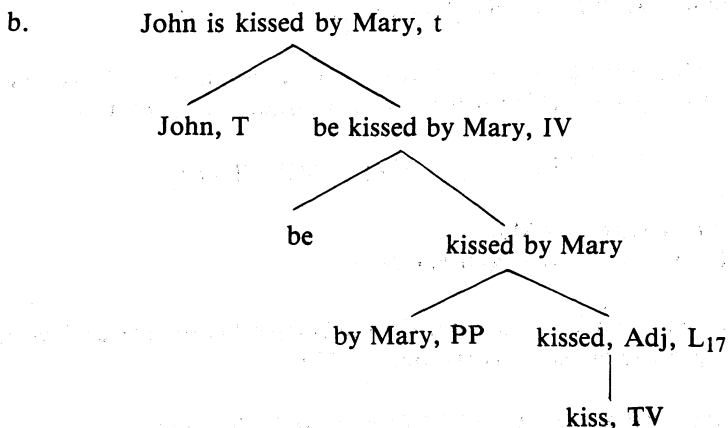 b. John is kissed by Mary, t
John, T be kissed by Mary, IV
be kissed by Mary
by Mary, PP kissed, Adj, L₁₇
kiss, TV